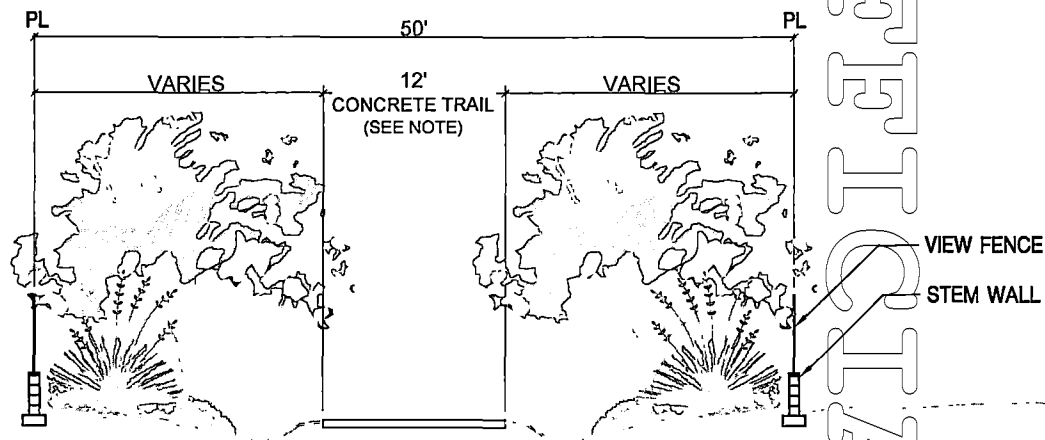 PL
PL
50'
VARIES
12'
VARIES
CONCRETE TRAIL
(SEE NOTE)
VIEW FENCE
STEM WALL